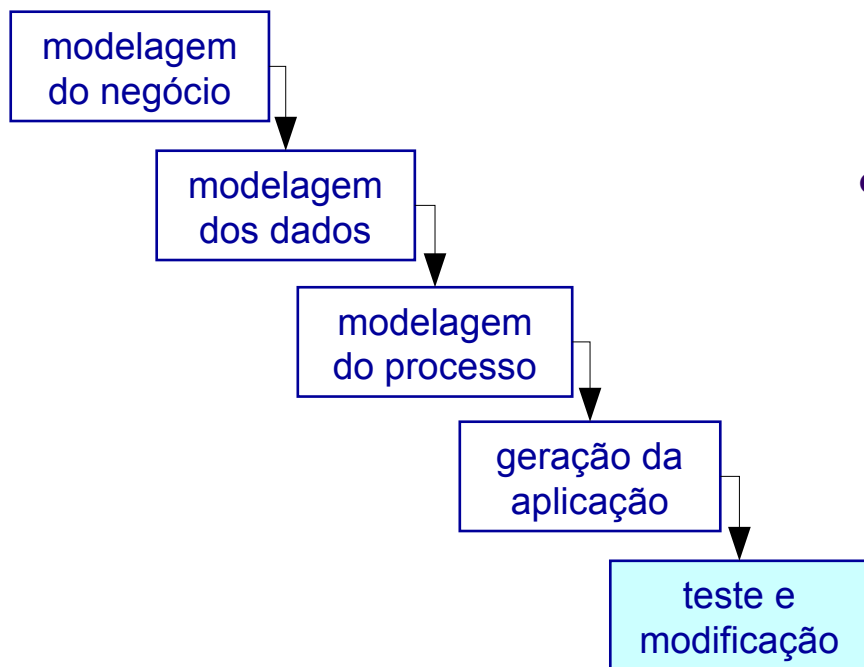 modelagem
do negócio
modelagem
dos dados
modelagem
do processo
geração da
aplicação
teste e
modificação